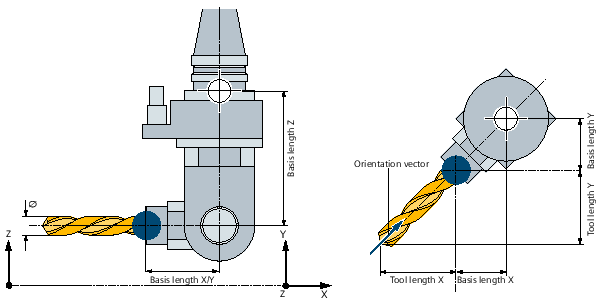 Basis length Z
Ø
Z
Basis length X/Y
Y
Z
X
Orientation vector
Basis length Y
Tool length Y
Tool length X
Basis length X